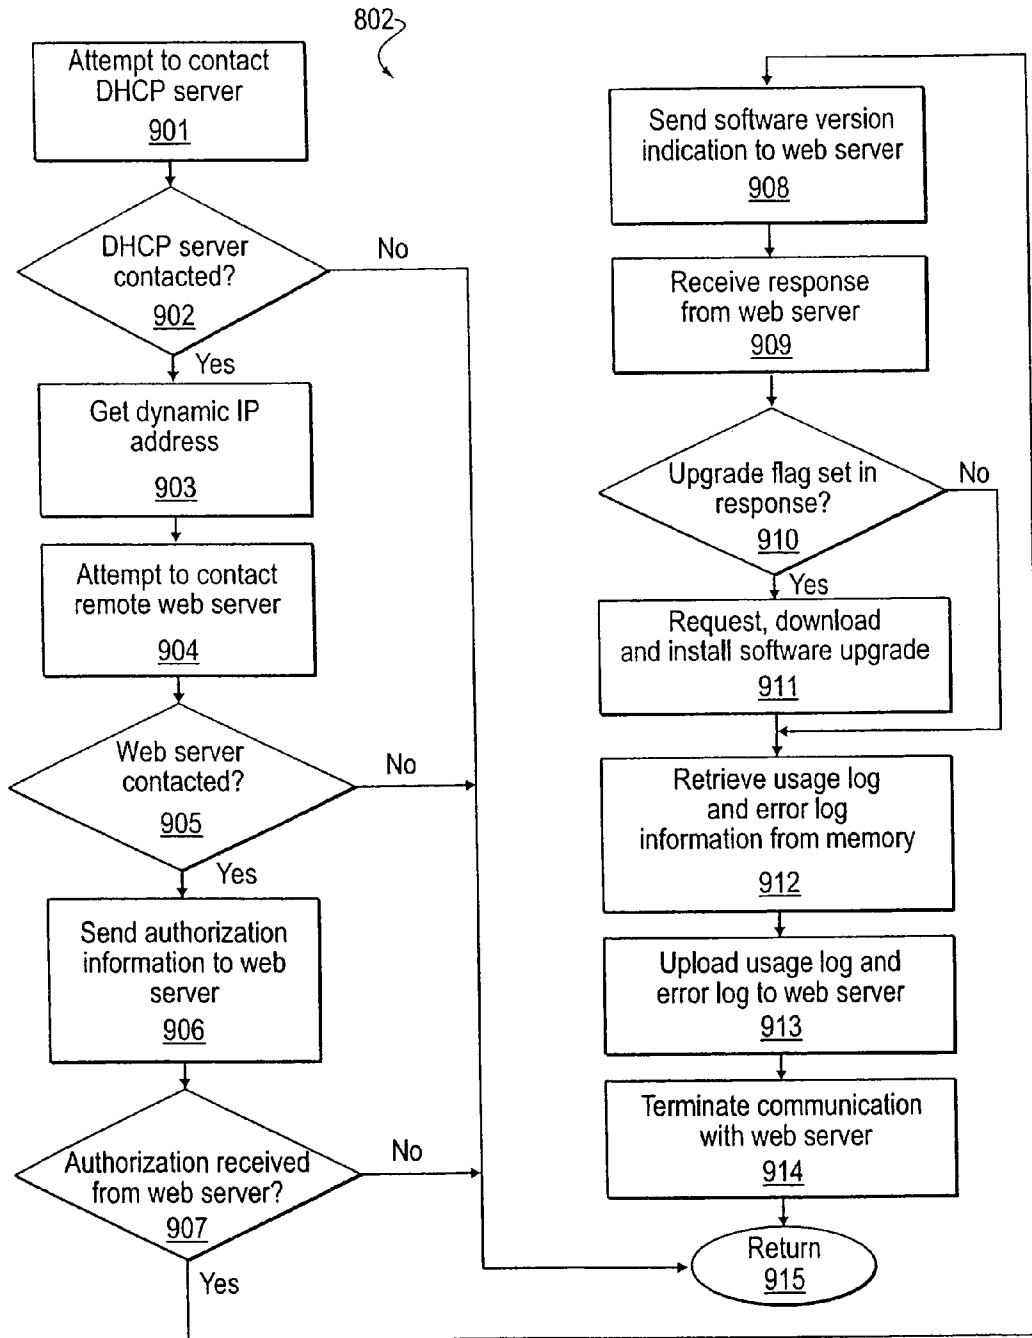 802
Attempt to contact
DHCP server
901
DHCP server
contacted?
902
No
Yes
Get dynamic IP
address
903
Attempt to contact
remote web server
904
Web server
contacted?
905
No
Yes
Send authorization
information to web
server
906
Authorization received
from web server?
907
No
Yes
Send software version
indication to web server
908
Receive response
from web server
909
Upgrade flag set in
response?
910
No
Yes
Request, download
and install software upgrade
911
Retrieve usage log
and error log
information from memory
912
Upload usage log and
error log to web server
913
Terminate communication
with web server
914
Return
915